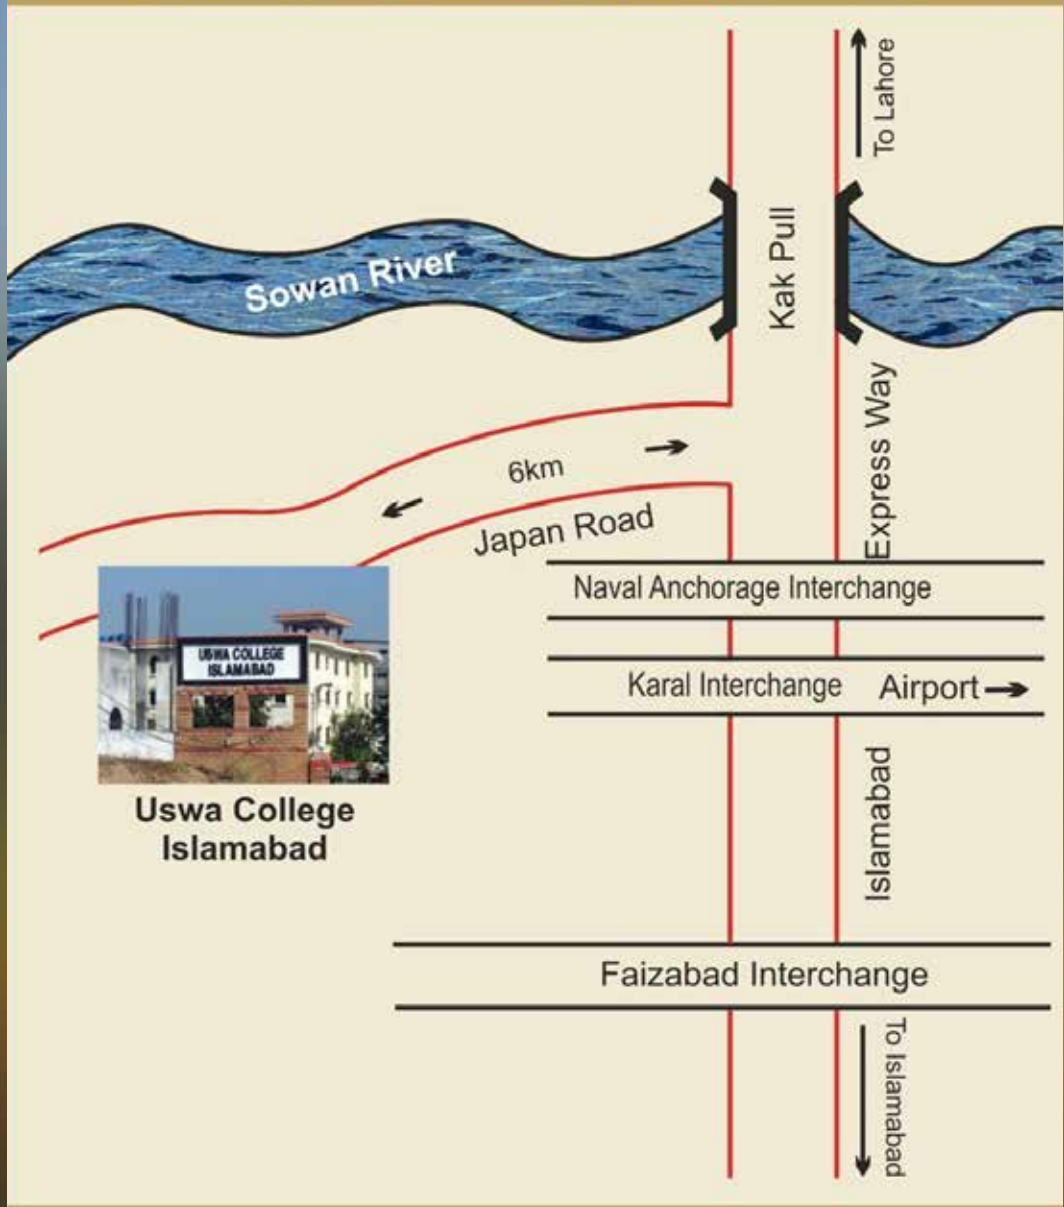 To Lahore
Kak Pull
Sowan River
Express Way
6km
Japan Road
Naval Anchorage Interchange
Karal Interchange
Airport
USWA COLLEGE
ISLAMABAD
Uswa College
Islamabad
Islamabad
Faizabad Interchange
To Islamabad